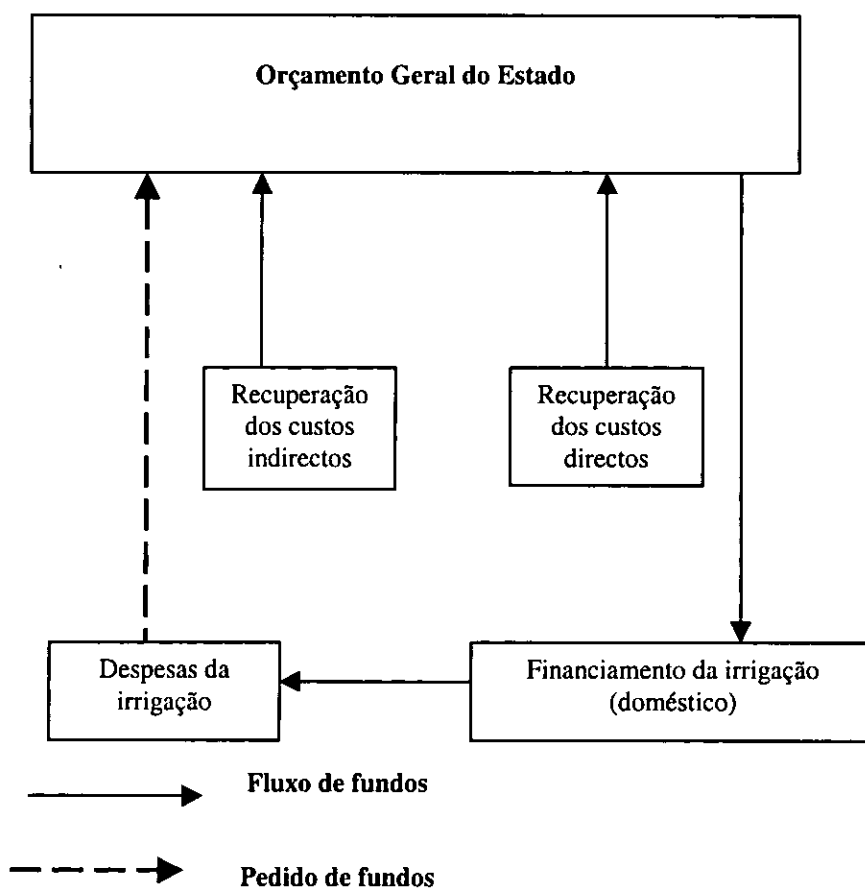 Orçamento Geral do Estado
Recuperação
dos custos
indirectos
Recuperação
dos custos
directos
Despesas da
irrigação
Financiamento da irrigação
(doméstico)
Fluxo de fundos
Pedido de fundos